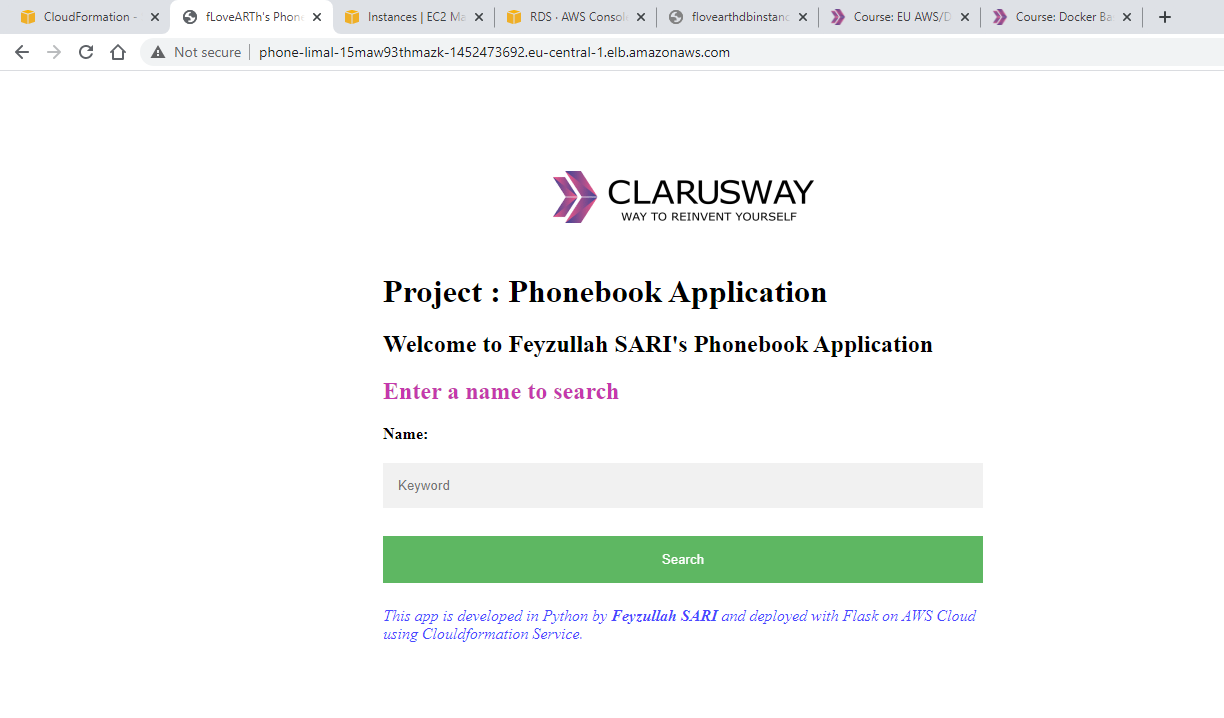 CloudFormation -
fLoveARTh's Phon
Instances | EC2 Ma
RDS · AWS Consol
flovearthdbinstanc
Course: EU AWS/D
Course: Docker Ba
Not secure | phone-limal-15maw93thmazk-1452473692.eu-central-1.elb.amazonaws.com
CLARUSWAY
WAY TO REINVENT YOURSELF
Project : Phonebook Application
Welcome to Feyzullah SARI's Phonebook Application
Enter a name to search
Name:
Keyword
Search
This app is developed in Python by Feyzullah SARI and deployed with Flask on AWS Cloud
using Clouldformation Service.